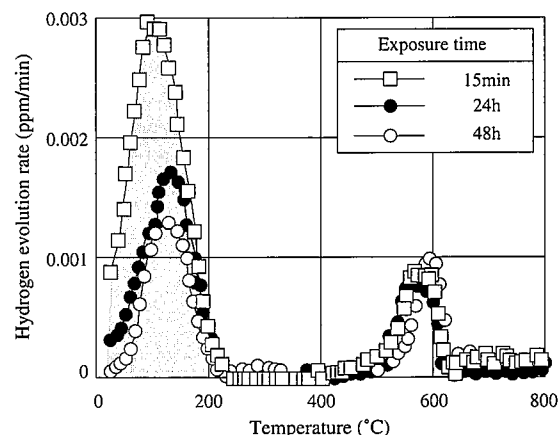 0.003
0.002
0.001
0
Hydrogen evolution rate (ppm/min)
Exposure time
15min
24h
48h
0 200 400 600 800
Temperature (°C)